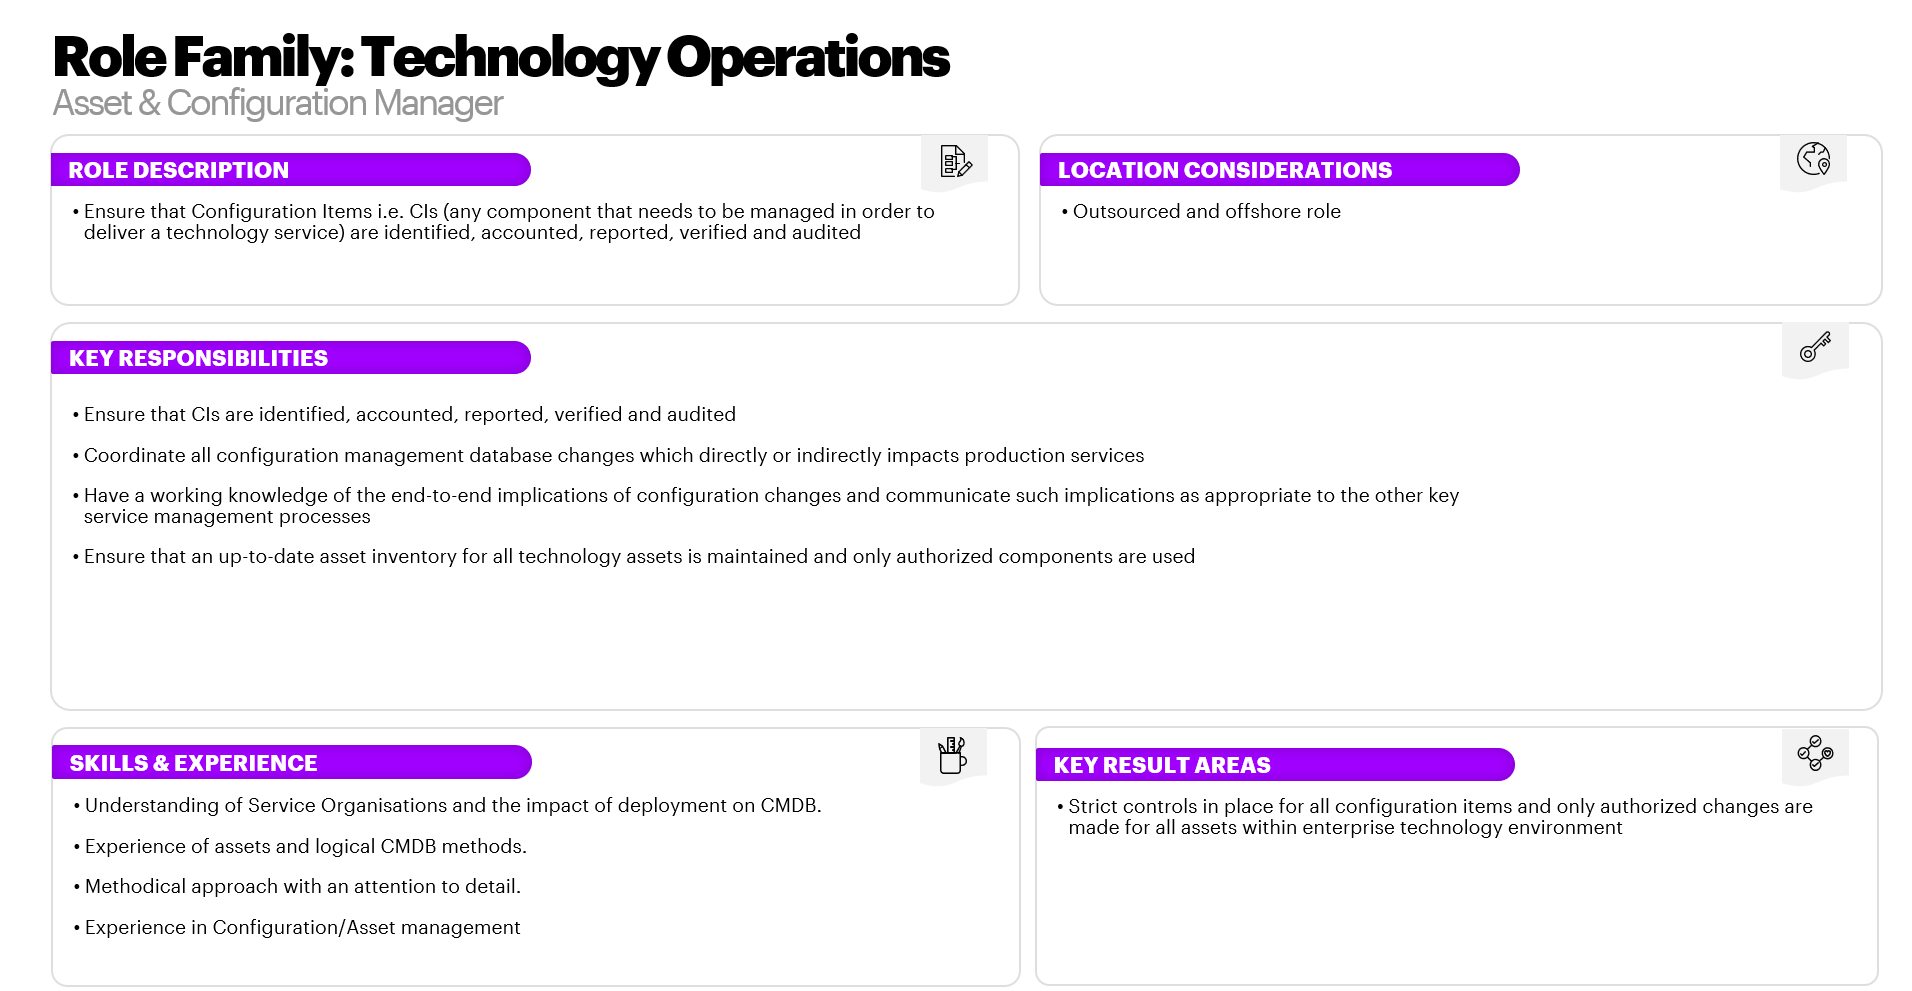 Role Family: Technology Operations
Asset & Configuration Manager
ROLE DESCRIPTION
• Ensure that Configuration Items i.e. CIs (any component that needs to be managed in order to
deliver a technology service) are identified, accounted, reported, verified and audited
LOCATION CONSIDERATIONS
• Outsourced and offshore role
KEY RESPONSIBILITIES
• Ensure that CIs are identified, accounted, reported, verified and audited
• Coordinate all configuration management database changes which directly or indirectly impacts production services
• Have a working knowledge of the end-to-end implications of configuration changes and communicate such implications as appropriate to the other key
service management processes
• Ensure that an up-to-date asset inventory for all technology assets is maintained and only authorized components are used
SKILLS & EXPERIENCE
• Understanding of Service Organisations and the impact of deployment on CMDB.
• Experience of assets and logical CMDB methods.
• Methodical approach with an attention to detail.
• Experience in Configuration/Asset management
KEY RESULT AREAS
• Strict controls in place for all configuration items and only authorized changes are
made for all assets within enterprise technology environment